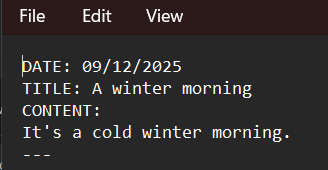 File Edit View
DATE: 09/12/2025
TITLE: A winter morning
CONTENT:
It's a cold winter morning.
---